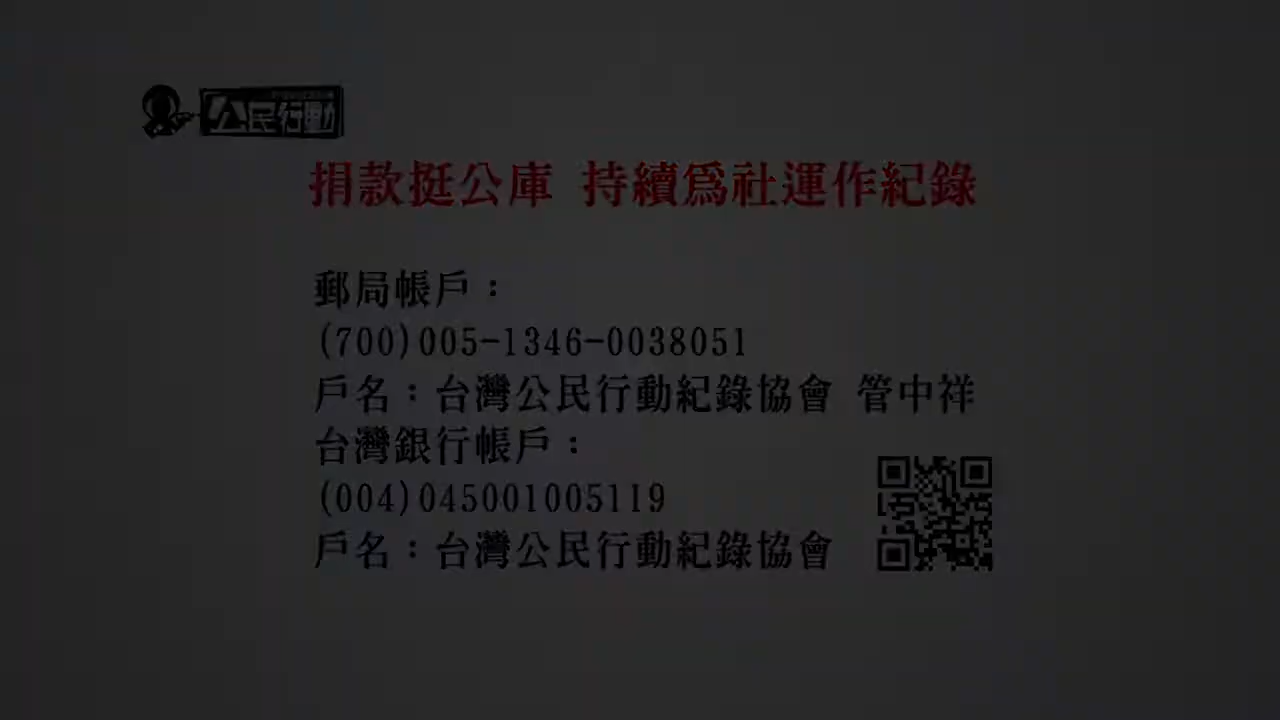 公民行動
捐款挺公庫 持續為社運作紀錄
郵局帳戶：
(700)005-1346-0038051
戶名：台灣公民行動紀錄協會 管中祥
台灣銀行帳戶：
(004)045001005119
戶名：台灣公民行動紀錄協會